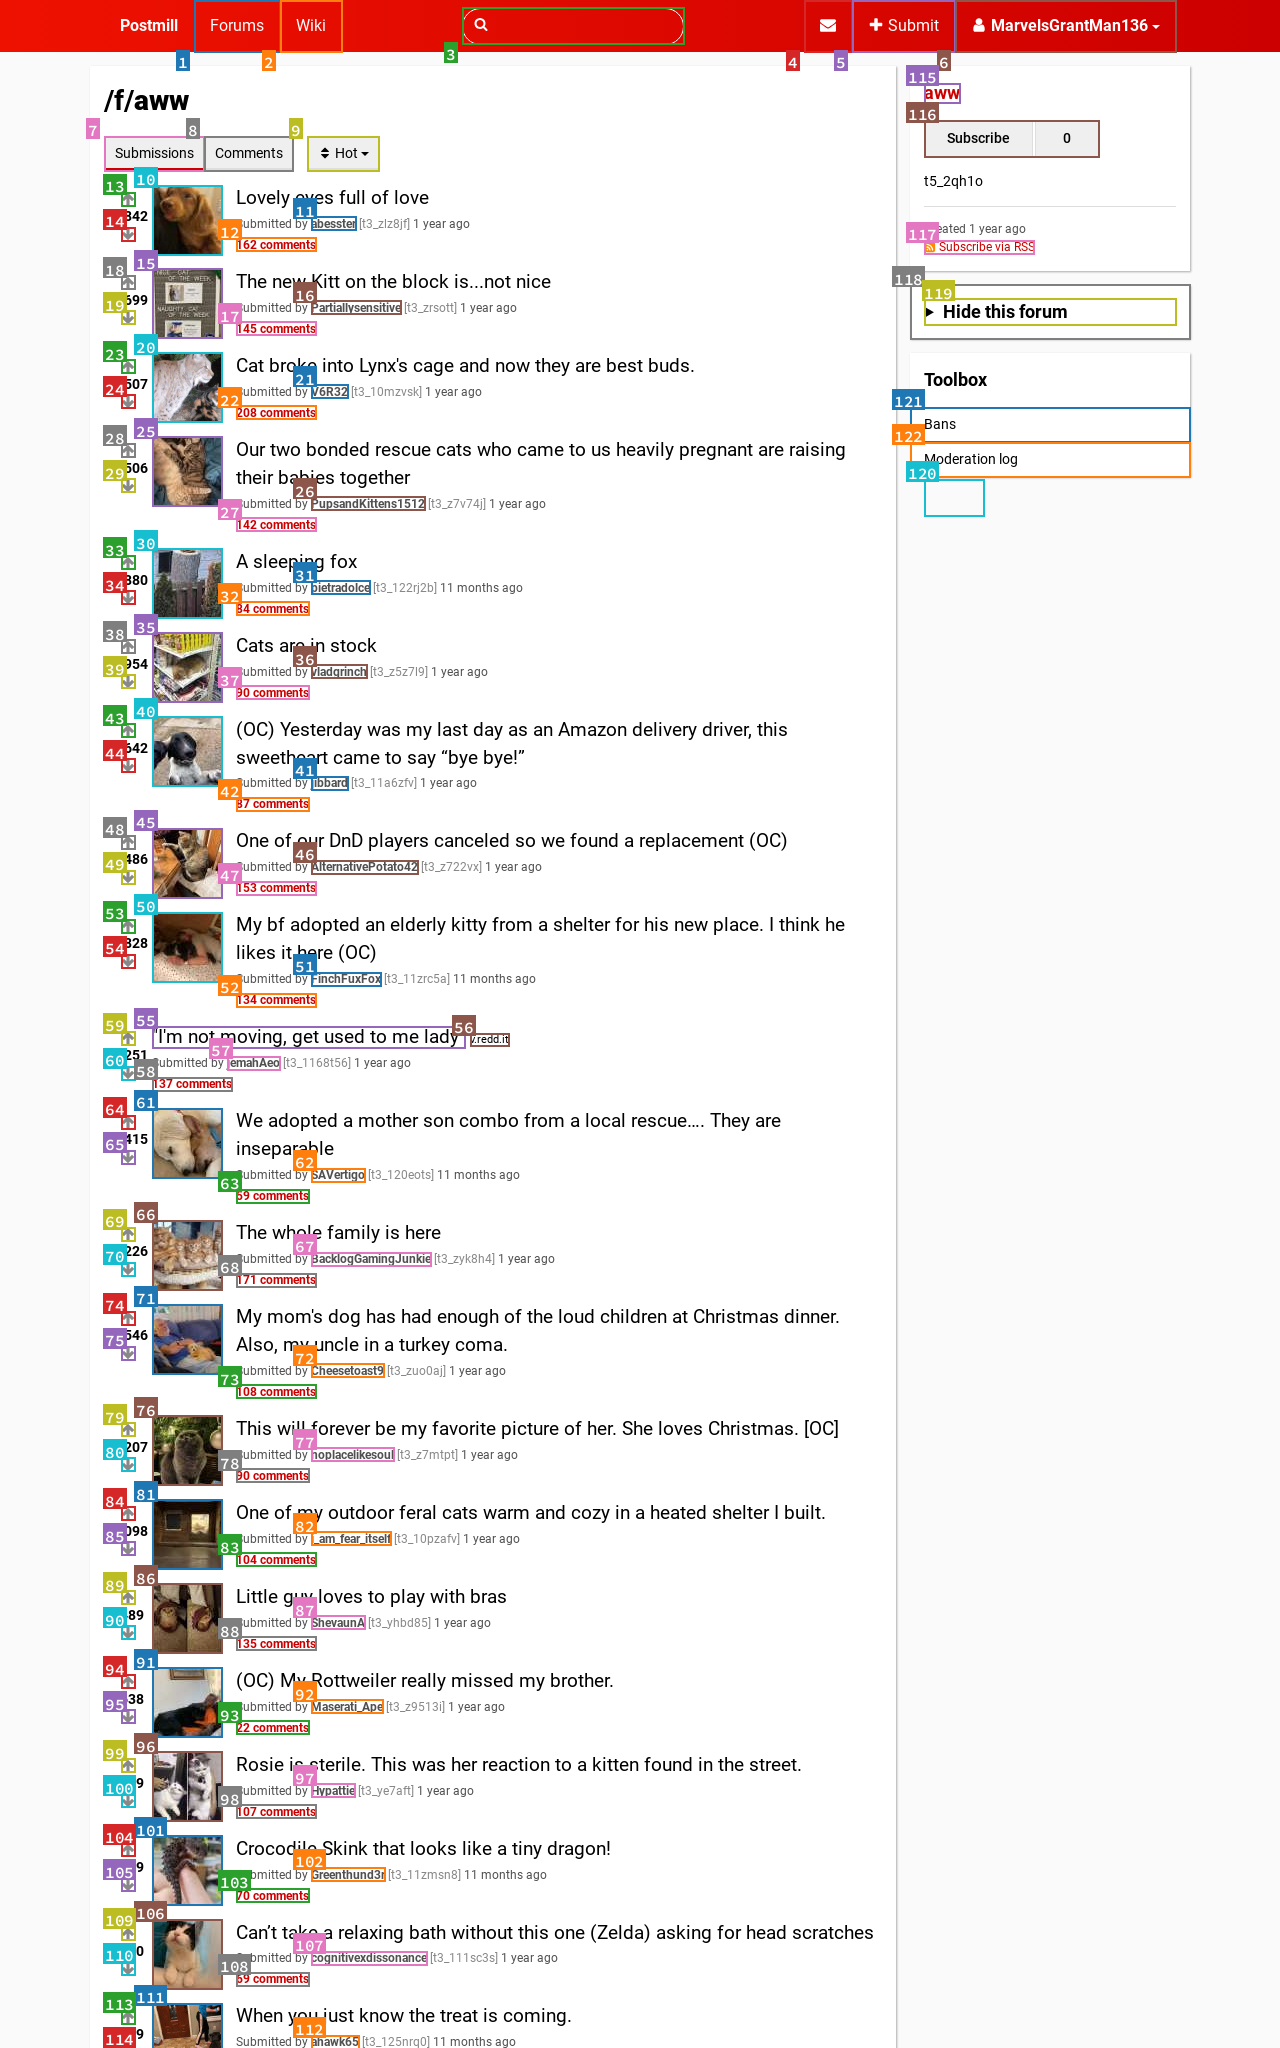 Postmill Forums Wiki Submit MarvelsGrantMan136
1 2 3 4 5 6
/f/aww
7 8 9
Submissions Comments Hot
13 10 Lovely eyes full of love
14 342 11
12 Submitted by abesster [t3_zlz8jf] 1 year ago
162 comments
18 15 The new Kitt on the block is...not nice
19 699 16
17 Submitted by Partiallysensitive [t3_zrsott] 1 year ago
145 comments
23 20 Cat broke into Lynx's cage and now they are best buds.
24 507 21
22 Submitted by V6R32 [t3_10mzvsk] 1 year ago
208 comments
28 25 Our two bonded rescue cats who came to us heavily pregnant are raising
29 506 their babies together
26
27 Submitted by PupsandKittens1512 [t3_z7v74j] 1 year ago
142 comments
33 30 A sleeping fox
34 380 31
32 Submitted by pietradolce [t3_122rj2b] 11 months ago
84 comments
38 35 Cats are in stock
39 954 36
37 Submitted by vladgrinch [t3_z5z7l9] 1 year ago
90 comments
43 40 (OC) Yesterday was my last day as an Amazon delivery driver, this
44 642 sweetheart came to say “bye bye!”
41
42 Submitted by jibbard [t3_11a6zfv] 1 year ago
87 comments
48 45 One of our DnD players canceled so we found a replacement (OC)
49 486 46
47 Submitted by AlternativePotato42 [t3_z722vx] 1 year ago
153 comments
53 50 My bf adopted an elderly kitty from a shelter for his new place. I think he
54 328 likes it here (OC)
51
52 Submitted by FinchFuxFox [t3_11zrc5a] 11 months ago
134 comments
59 55 "I'm not moving, get used to me lady" 56 v.redd.it
60 251 57
58 Submitted by jemahAeo [t3_1168t56] 1 year ago
137 comments
64 61 We adopted a mother son combo from a local rescue…. They are
65 415 inseparable
62
63 Submitted by SAVertigo [t3_120eots] 11 months ago
59 comments
69 66 The whole family is here
70 226 67
68 Submitted by BacklogGamingJunkie [t3_zyk8h4] 1 year ago
171 comments
74 71 My mom's dog has had enough of the loud children at Christmas dinner.
75 546 Also, my uncle in a turkey coma.
72
73 Submitted by Cheesetoast9 [t3_zuo0aj] 1 year ago
108 comments
79 76 This will forever be my favorite picture of her. She loves Christmas. [OC]
80 207 77
78 Submitted by noplacelikesoul [t3_z7mtpt] 1 year ago
90 comments
84 81 One of my outdoor feral cats warm and cozy in a heated shelter I built.
85 098 82
83 Submitted by i_am_fear_itself [t3_10pzafv] 1 year ago
104 comments
89 86 Little guy loves to play with bras
90 89 87
88 Submitted by ShevaunA [t3_yhbd85] 1 year ago
135 comments
94 91 (OC) My Rottweiler really missed my brother.
95 38 92
93 Submitted by Maserati_Ape [t3_z9513i] 1 year ago
22 comments
99 96 Rosie is sterile. This was her reaction to a kitten found in the street.
100 9 97
98 Submitted by Hypattie [t3_ye7aft] 1 year ago
107 comments
104 101 Crocodile Skink that looks like a tiny dragon!
105 9 102
103 Submitted by Greenthund3r [t3_11zmsn8] 11 months ago
70 comments
109 106 Can’t take a relaxing bath without this one (Zelda) asking for head scratches
110 0 107
108 Submitted by cognitivexdissonance [t3_111sc3s] 1 year ago
69 comments
113 111 When you just know the treat is coming.
114 9 112
Submitted by ahawk65 [t3_125nrq0] 11 months ago
115
aww
116
Subscribe 0
t5_2qh1o
117 Created 1 year ago
Subscribe via RSS
118 119
Hide this forum
Toolbox
121
Bans
122
Moderation log
120